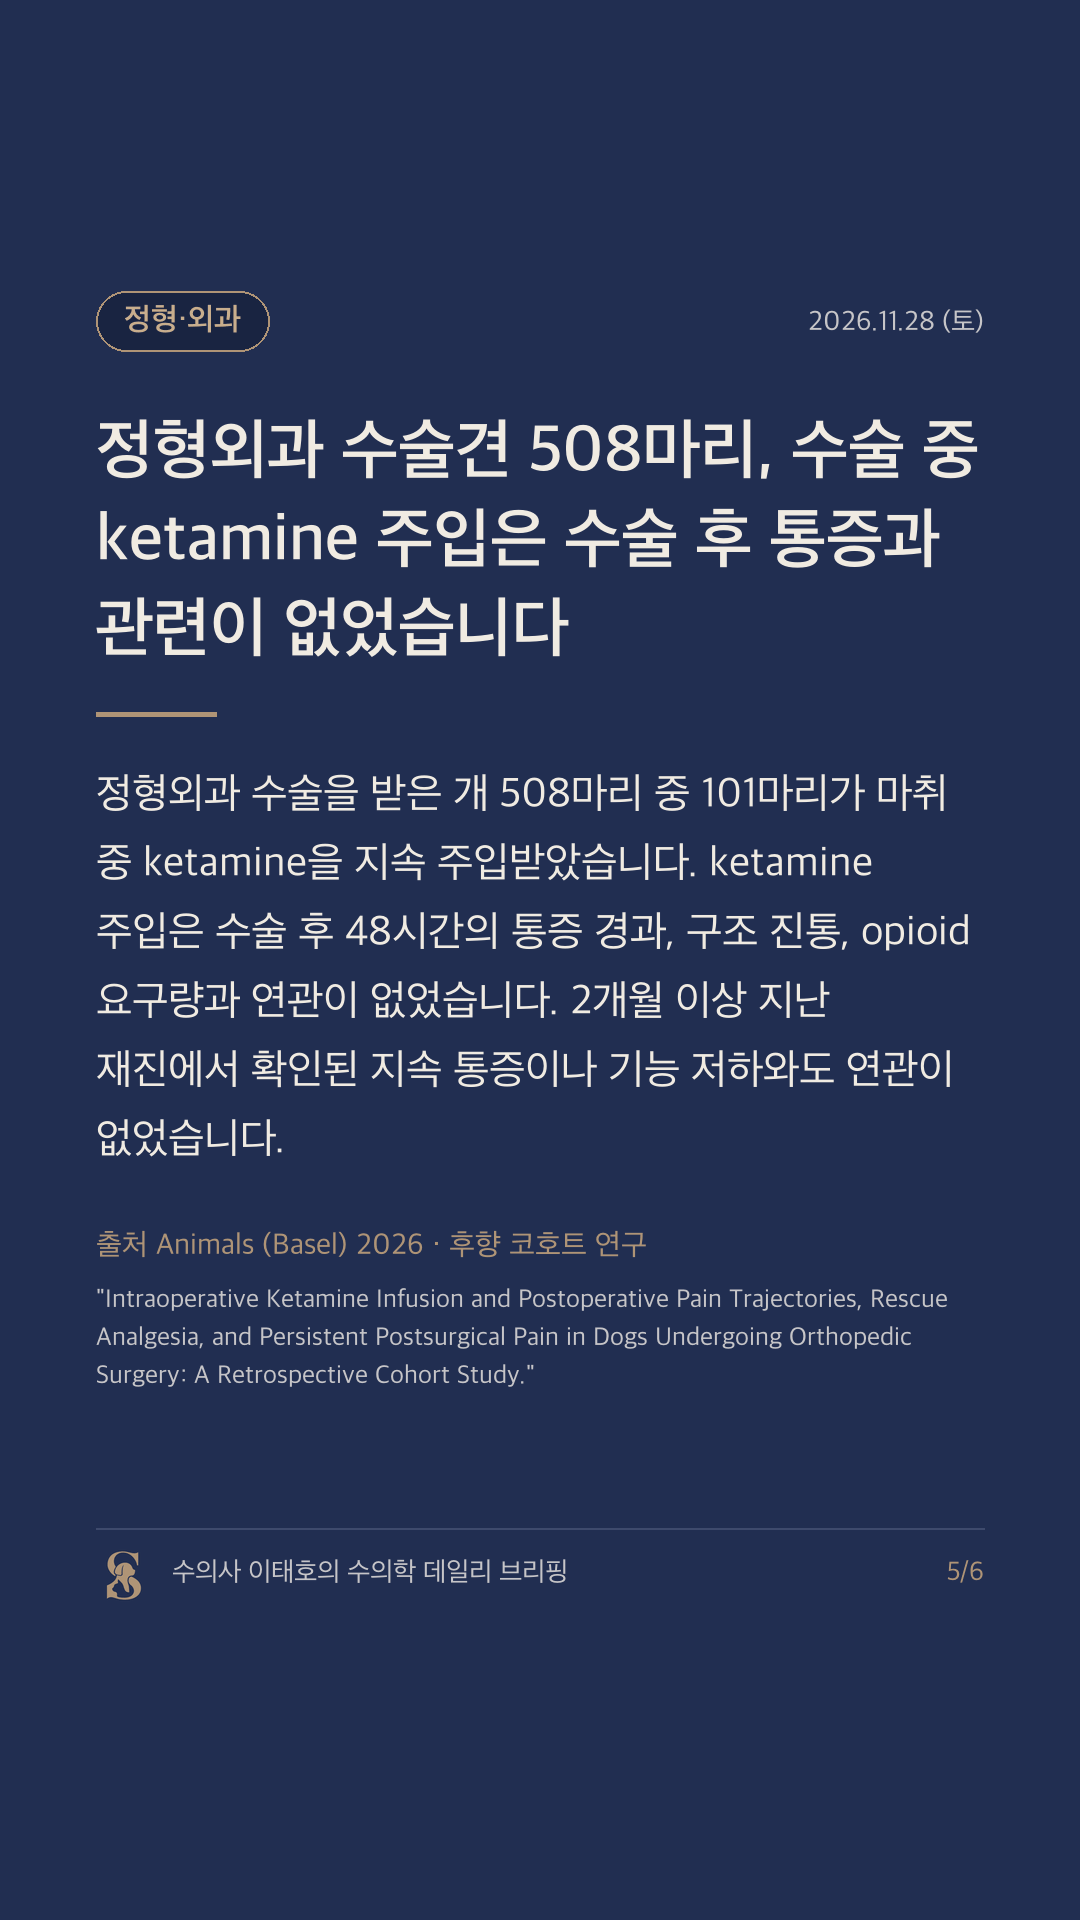 정형·외과
2026.11.28 (토)
정형외과 수술견 508마리, 수술 중
ketamine 주입은 수술 후 통증과
관련이 없었습니다
정형외과 수술을 받은 개 508마리 중 101마리가 마취
중 ketamine을 지속 주입받았습니다. ketamine
주입은 수술 후 48시간의 통증 경과, 구조 진통, opioid
요구량과 연관이 없었습니다. 2개월 이상 지난
재진에서 확인된 지속 통증이나 기능 저하와도 연관이
없었습니다.
출처 Animals (Basel) 2026 · 후향 코호트 연구
"Intraoperative Ketamine Infusion and Postoperative Pain Trajectories, Rescue
Analgesia, and Persistent Postsurgical Pain in Dogs Undergoing Orthopedic
Surgery: A Retrospective Cohort Study."
수의사 이태호의 수의학 데일리 브리핑
5/6